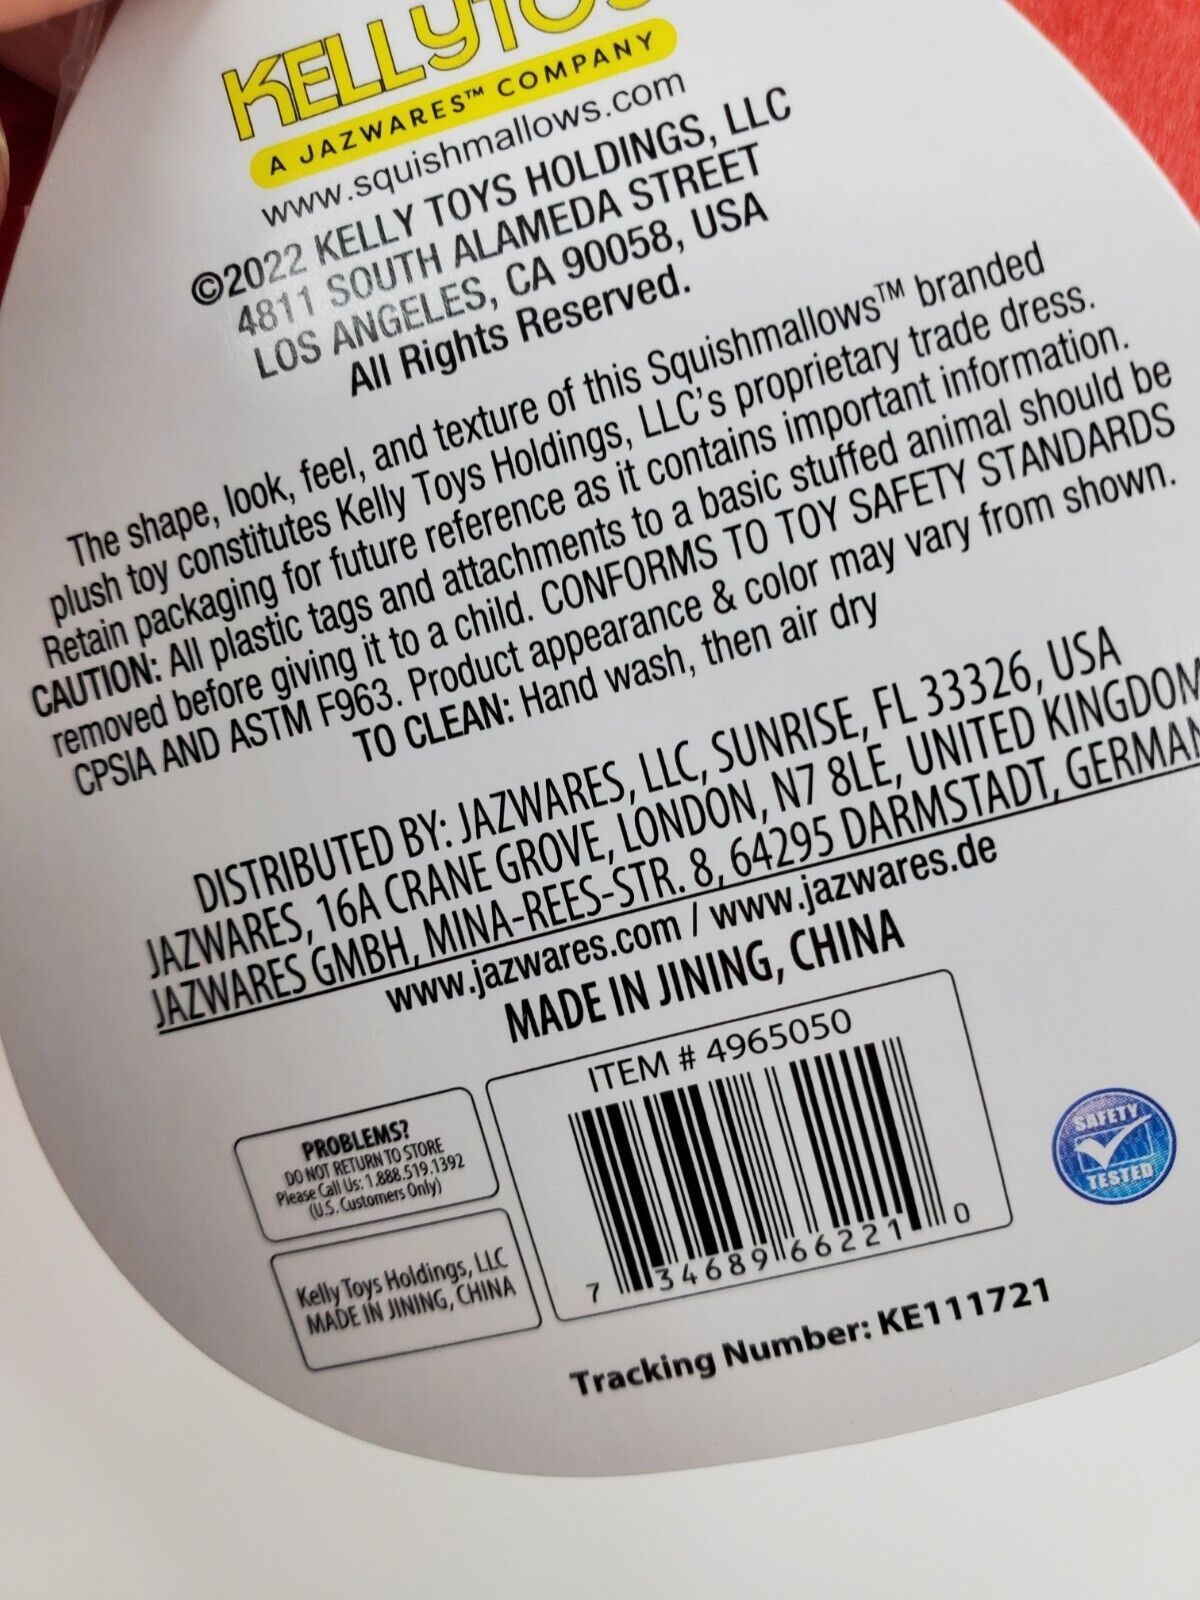 KELLYTOY
A JAZWARES™ COMPANY
www.squishmallows.com
©2022 KELLY TOYS HOLDINGS, LLC
4811 SOUTH ALAMEDA STREET
LOS ANGELES, CA 90058, USA
All Rights Reserved.
The shape, look, feel, and texture of this Squishmallows™ branded
plush toy constitutes Kelly Toys Holdings, LLC's proprietary trade dress.
Retain packaging for future reference as it contains important information.
CAUTION: All plastic tags and attachments to a basic stuffed animal should be
removed before giving it to a child. CONFORMS TO TOY SAFETY STANDARDS
CPSIA AND ASTM F963. Product appearance & color may vary from shown.
TO CLEAN: Hand wash, then air dry
DISTRIBUTED BY: JAZWARES, LLC, SUNRISE, FL 33326, USA
JAZWARES, 16A CRANE GROVE, LONDON, N7 8LE, UNITED KINGDOM
JAZWARES GMBH, MINA-REES-STR. 8, 64295 DARMSTADT, GERMAN
www.jazwares.com / www.jazwares.de
MADE IN JINING, CHINA
ITEM # 4965050
7 34689 66221 0
PROBLEMS?
DO NOT RETURN TO STORE
Please Call Us: 1.888.519.1392
(U.S. Customers Only)
Kelly Toys Holdings, LLC
MADE IN JINING, CHINA
SAFETY
TESTED
Tracking Number: KE111721